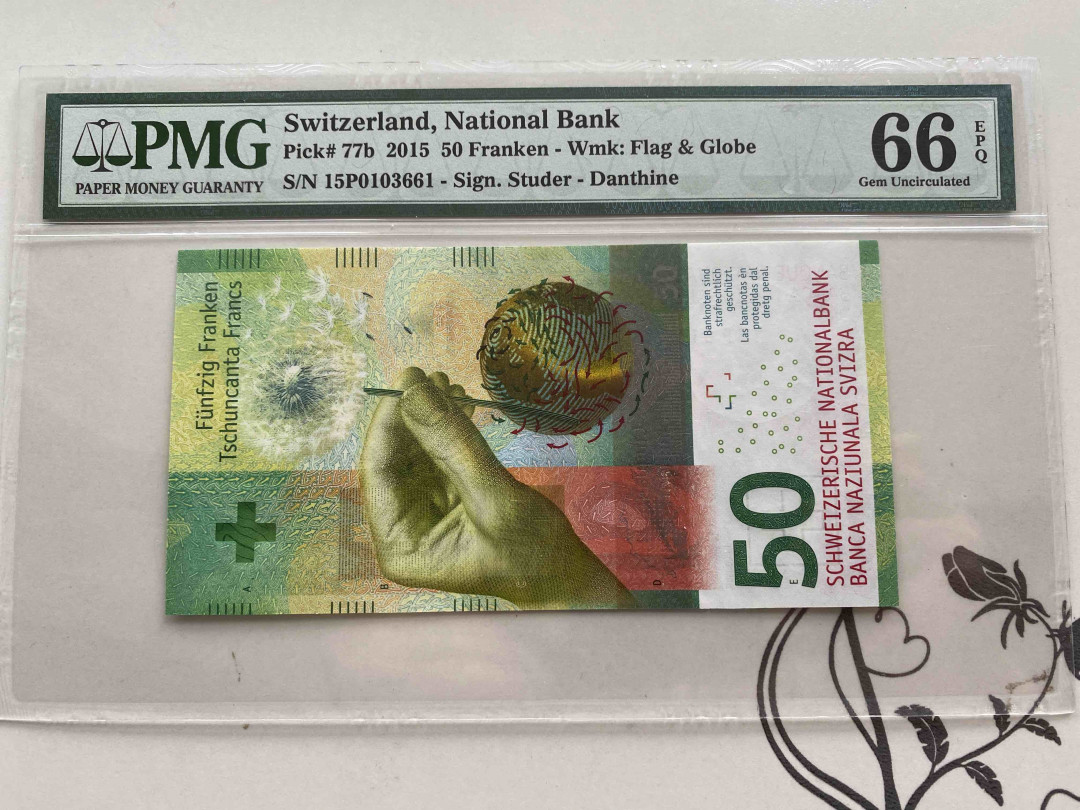 PMG
PAPER MONEY GUARANTY
Switzerland, National Bank
Pick# 77b 2015 50 Franken - Wmk: Flag & Globe
S/N 15P0103661 - Sign. Studer - Danthine
66
EPQ
Gem Uncirculated
Fünfzig Franken
Tschuncanta Francs
Banknoten sind
strafrechtlich
geschützt.
Las bancnotas èn
protegidas dal
dretg penal.
50
50
SCHWEIZERISCHE NATIONALBANK
BANCA NAZIUNALA SVIZRA
A
B
D
E